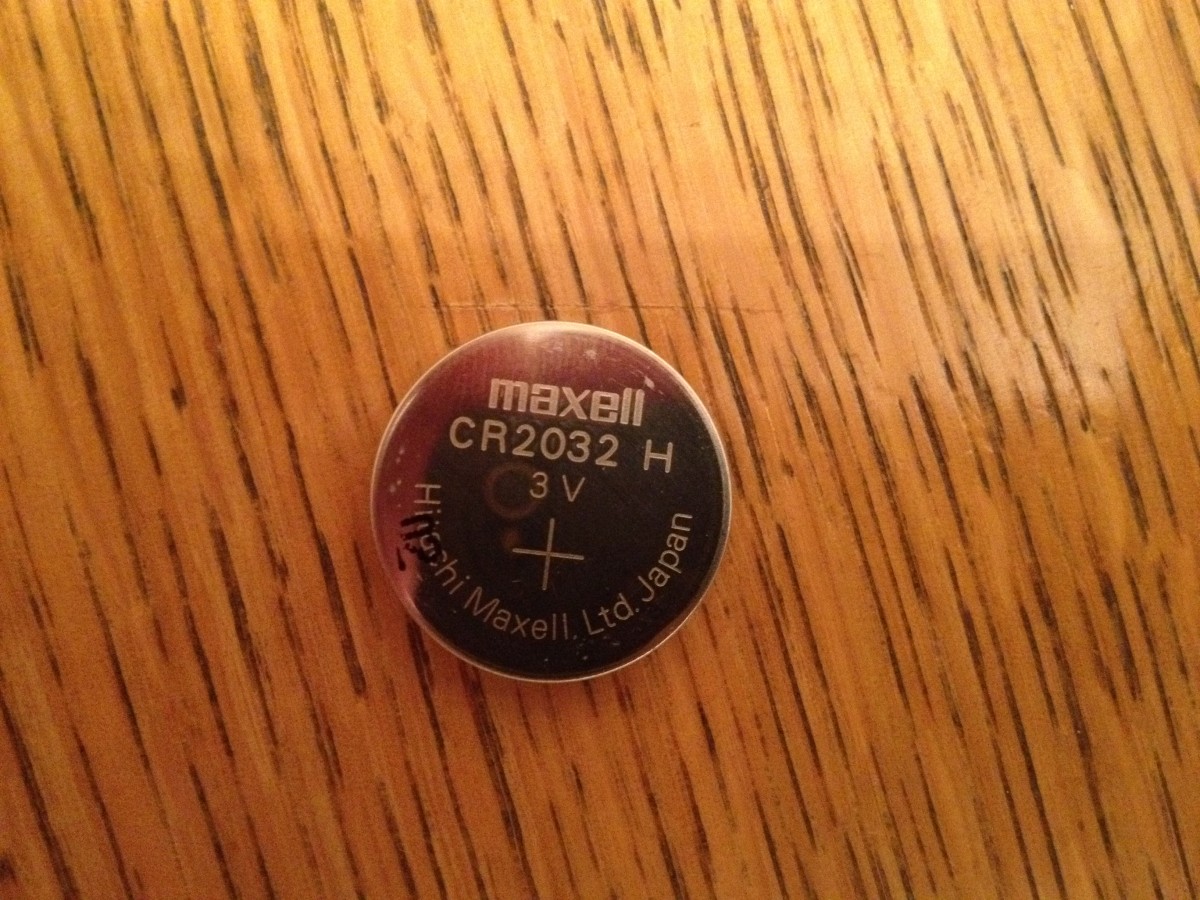 maxell
CR2032 H
3 V
+
Hitachi Maxell, Ltd. Japan